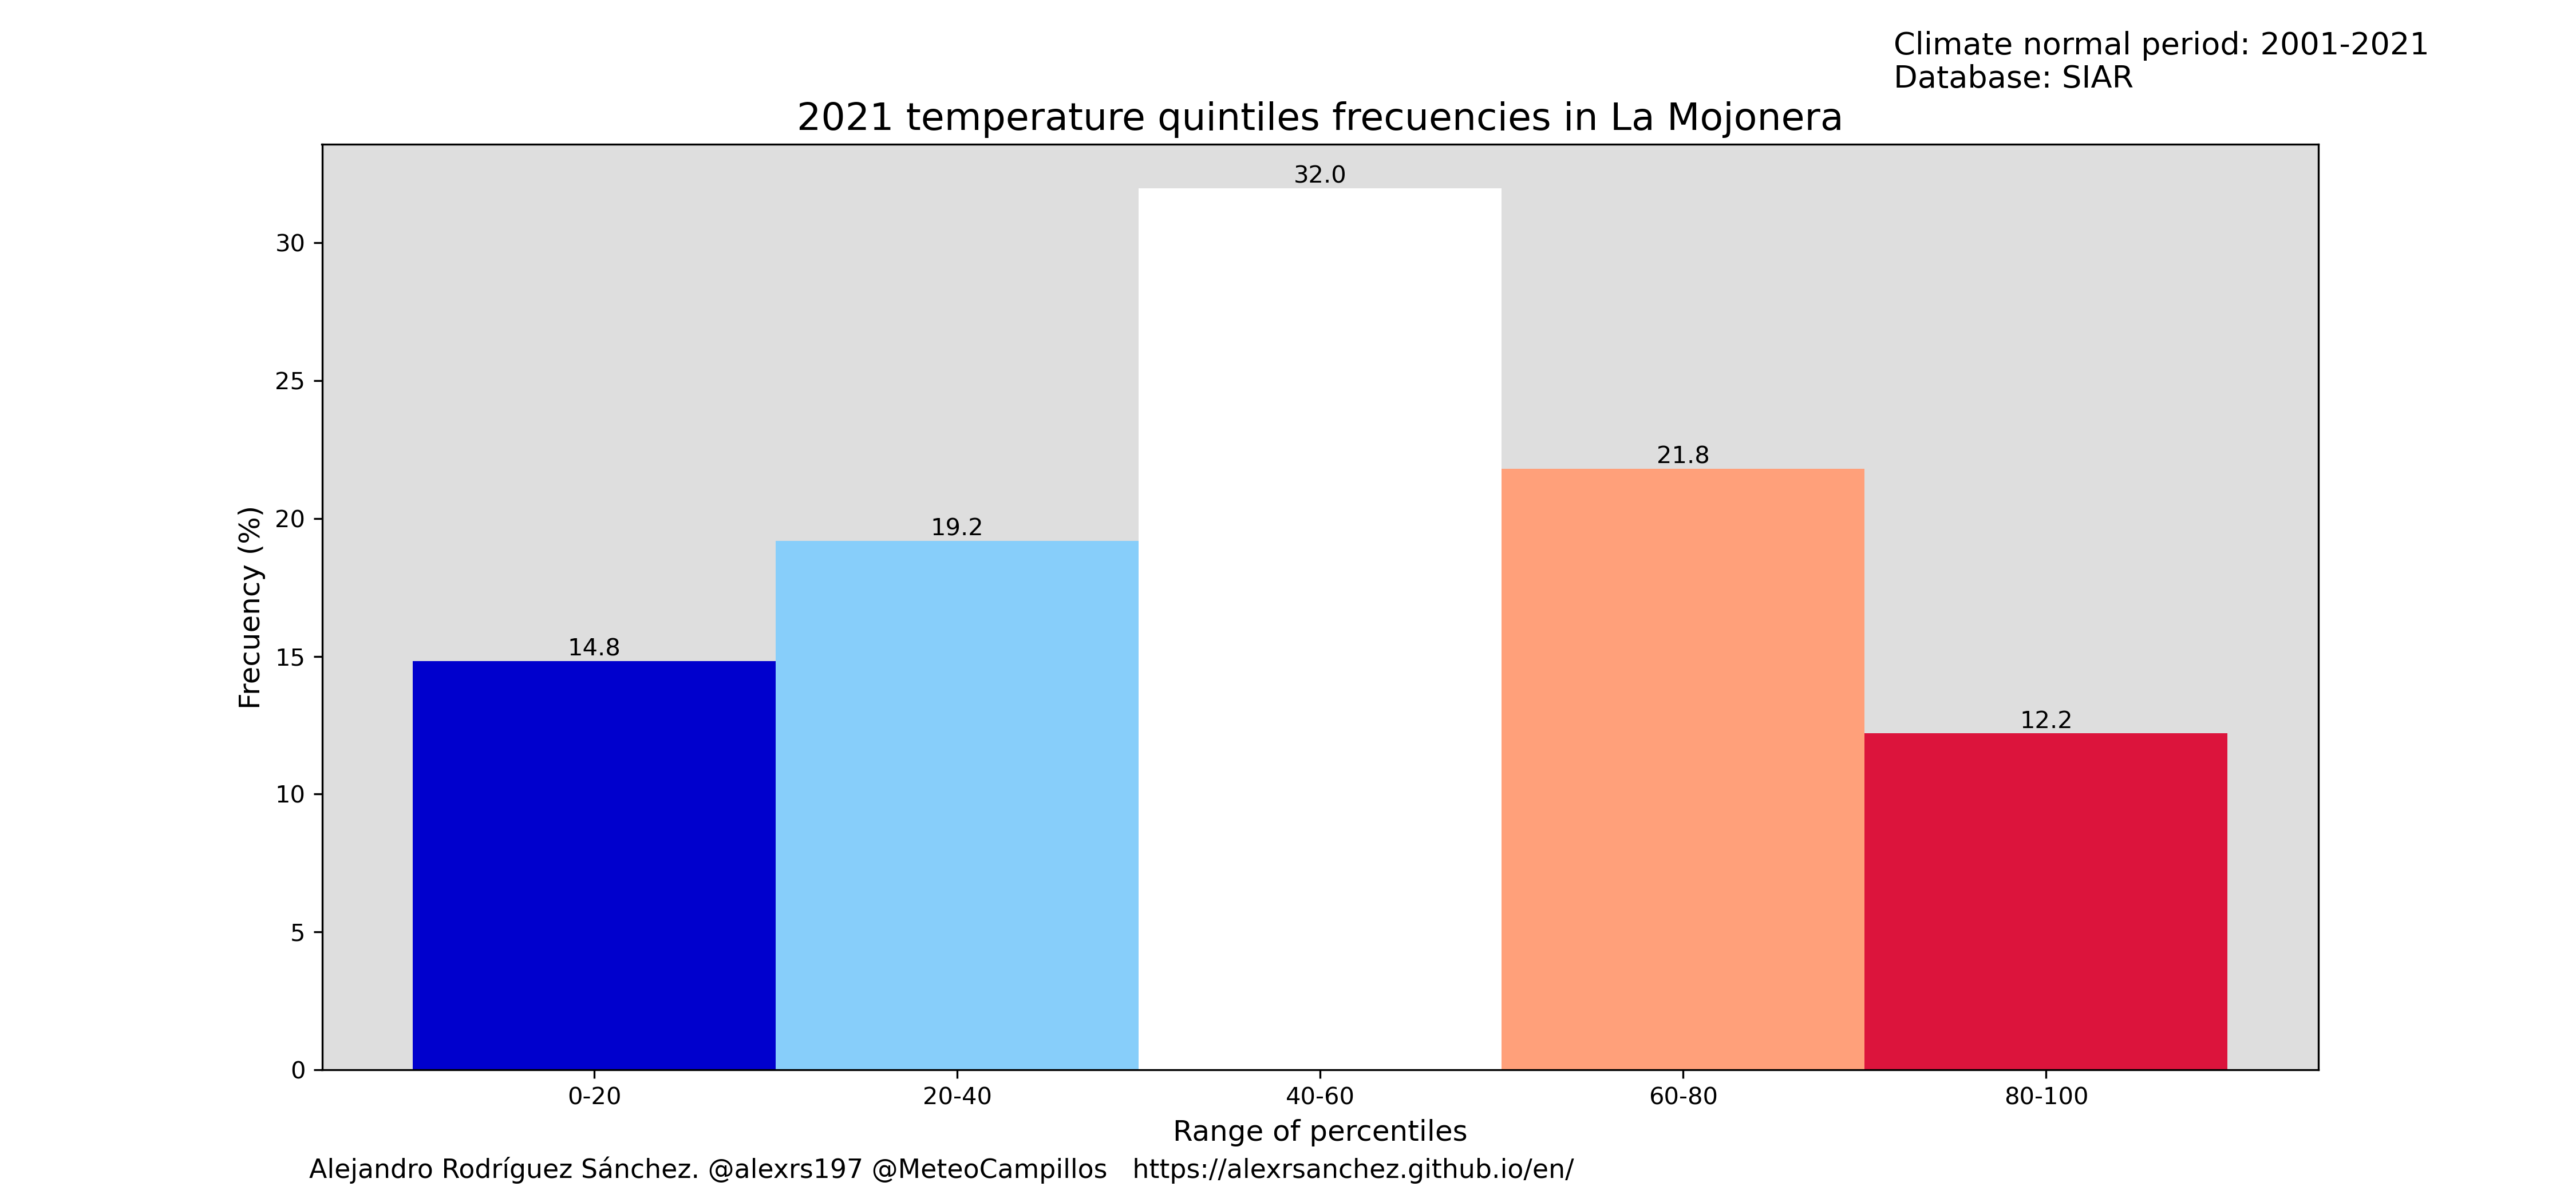 Climate normal period: 2001-2021
Database: SIAR
2021 temperature quintiles frecuencies in La Mojonera
Frecuency (%)
30
25
20
15
10
5
0
14.8
19.2
32.0
21.8
12.2
0-20
20-40
40-60
60-80
80-100
Range of percentiles
Alejandro Rodríguez Sánchez. @alexrs197 @MeteoCampillos   https://alexrsanchez.github.io/en/